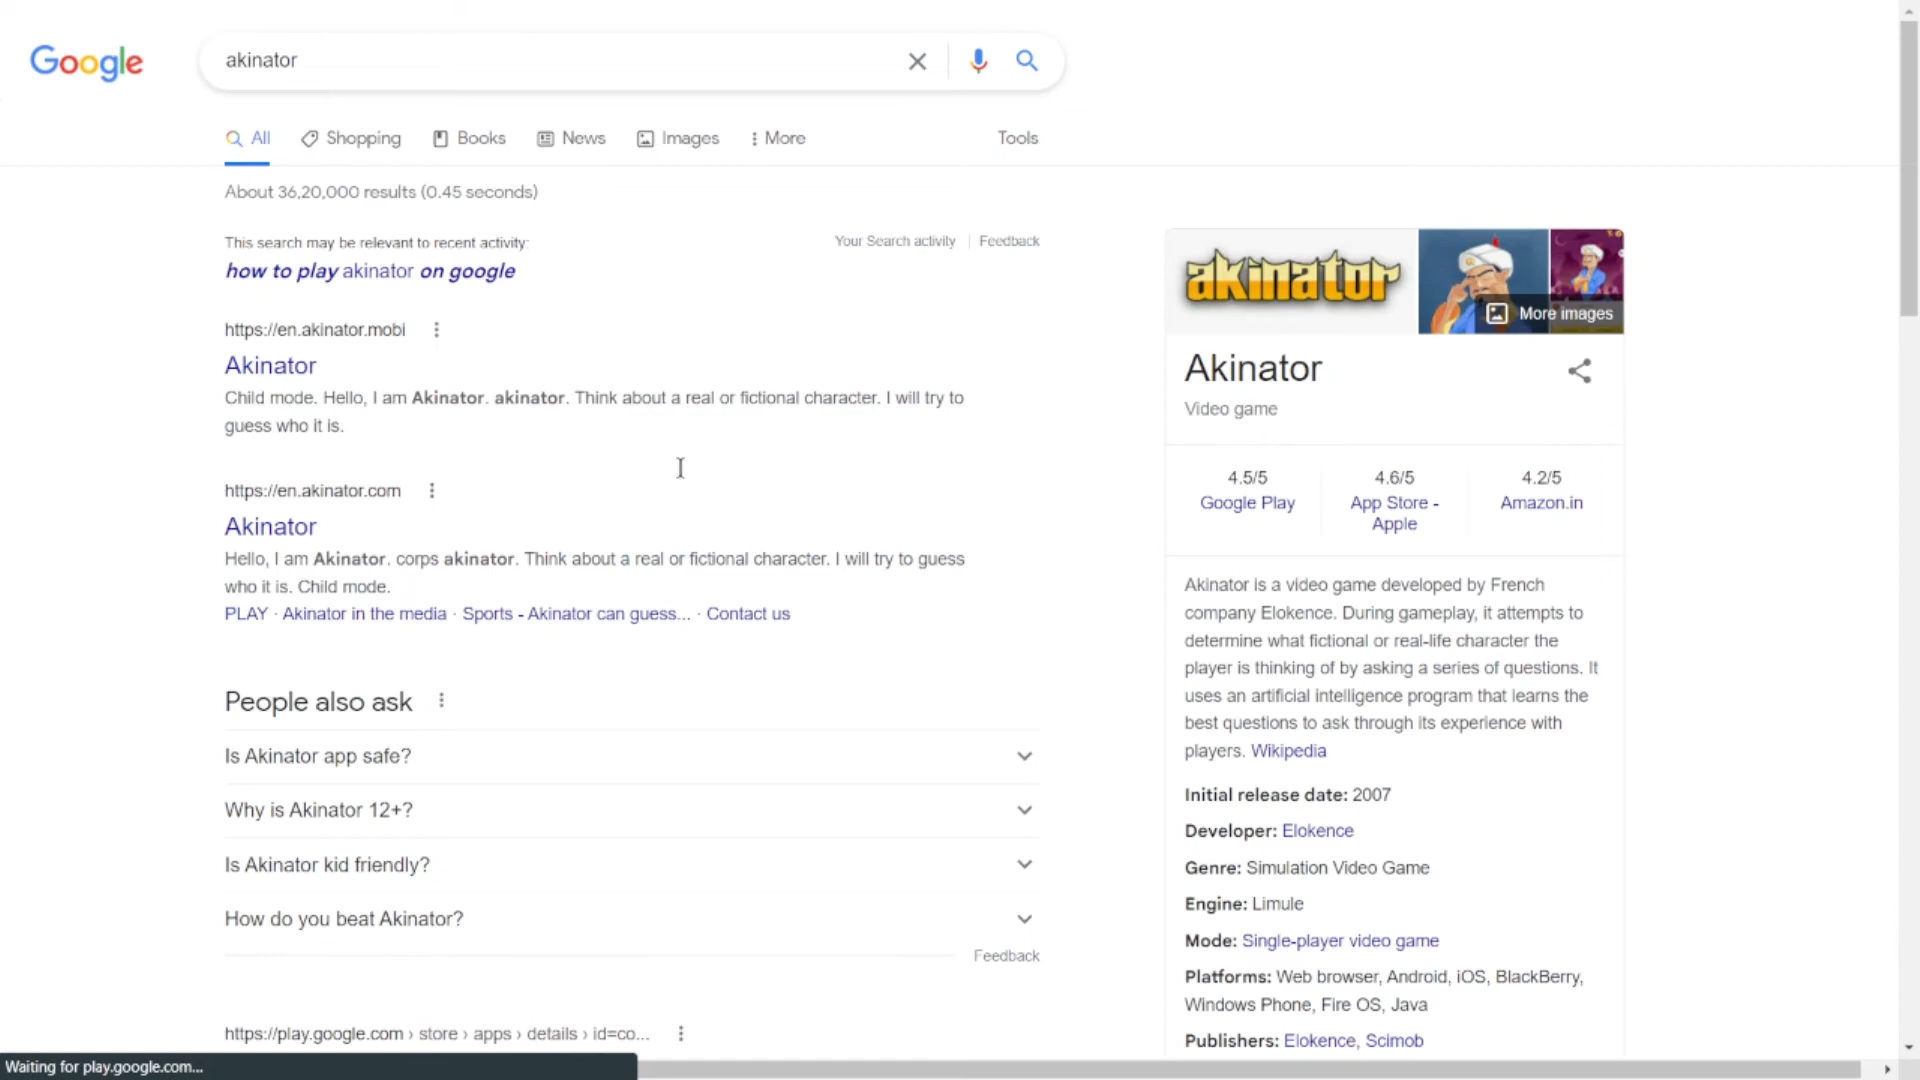 Google
akinator
All
Shopping
Books
News
Images
More
Tools
About 36,20,000 results (0.45 seconds)
This search may be relevant to recent activity:
Your Search activity
Feedback
how to play akinator on google
https://en.akinator.mobi
Akinator
Child mode. Hello, I am Akinator. akinator. Think about a real or fictional character. I will try to
guess who it is.
https://en.akinator.com
Akinator
Hello, I am Akinator. corps akinator. Think about a real or fictional character. I will try to guess
who it is. Child mode.
PLAY · Akinator in the media · Sports - Akinator can guess... · Contact us
People also ask
Is Akinator app safe?
Why is Akinator 12+?
Is Akinator kid friendly?
How do you beat Akinator?
Feedback
https://play.google.com › store › apps › details › id=co...
Waiting for play.google.com...
akinator
More images
Akinator
Video game
4.5/5
Google Play
4.6/5
App Store -
Apple
4.2/5
Amazon.in
Akinator is a video game developed by French
company Elokence. During gameplay, it attempts to
determine what fictional or real-life character the
player is thinking of by asking a series of questions. It
uses an artificial intelligence program that learns the
best questions to ask through its experience with
players. Wikipedia
Initial release date: 2007
Developer: Elokence
Genre: Simulation Video Game
Engine: Limule
Mode: Single-player video game
Platforms: Web browser, Android, iOS, BlackBerry,
Windows Phone, Fire OS, Java
Publishers: Elokence, Scimob